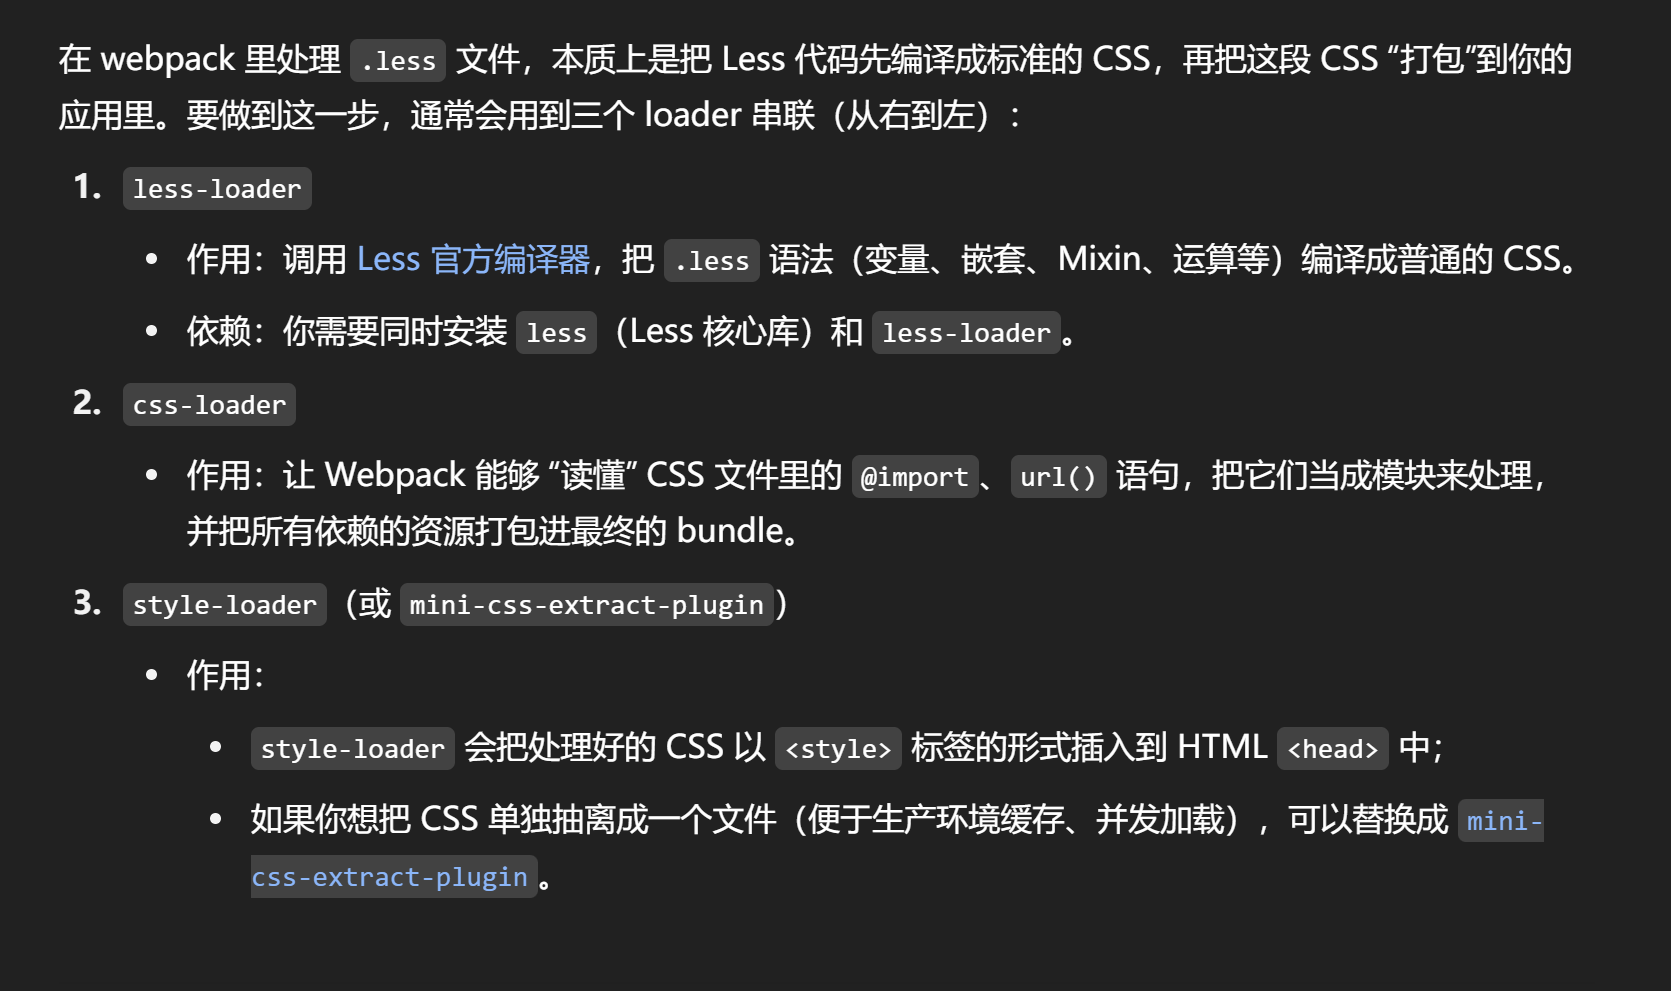 在 webpack 里处理 .less 文件，本质上是把 Less 代码先编译成标准的 CSS，再把这段 CSS “打包”到你的
应用里。要做到这一步，通常会用到三个 loader 串联（从右到左）：
1. less-loader
• 作用：调用 Less 官方编译器，把 .less 语法（变量、嵌套、Mixin、运算等）编译成普通的 CSS。
• 依赖：你需要同时安装 less（Less 核心库）和 less-loader。
2. css-loader
• 作用：让 Webpack 能够 “读懂” CSS 文件里的 @import、url() 语句，把它们当成模块来处理，
并把所有依赖的资源打包进最终的 bundle。
3. style-loader（或 mini-css-extract-plugin）
• 作用：
• style-loader 会把处理好的 CSS 以 <style> 标签的形式插入到 HTML <head> 中；
• 如果你想把 CSS 单独抽离成一个文件（便于生产环境缓存、并发加载），可以替换成 mini-
css-extract-plugin。